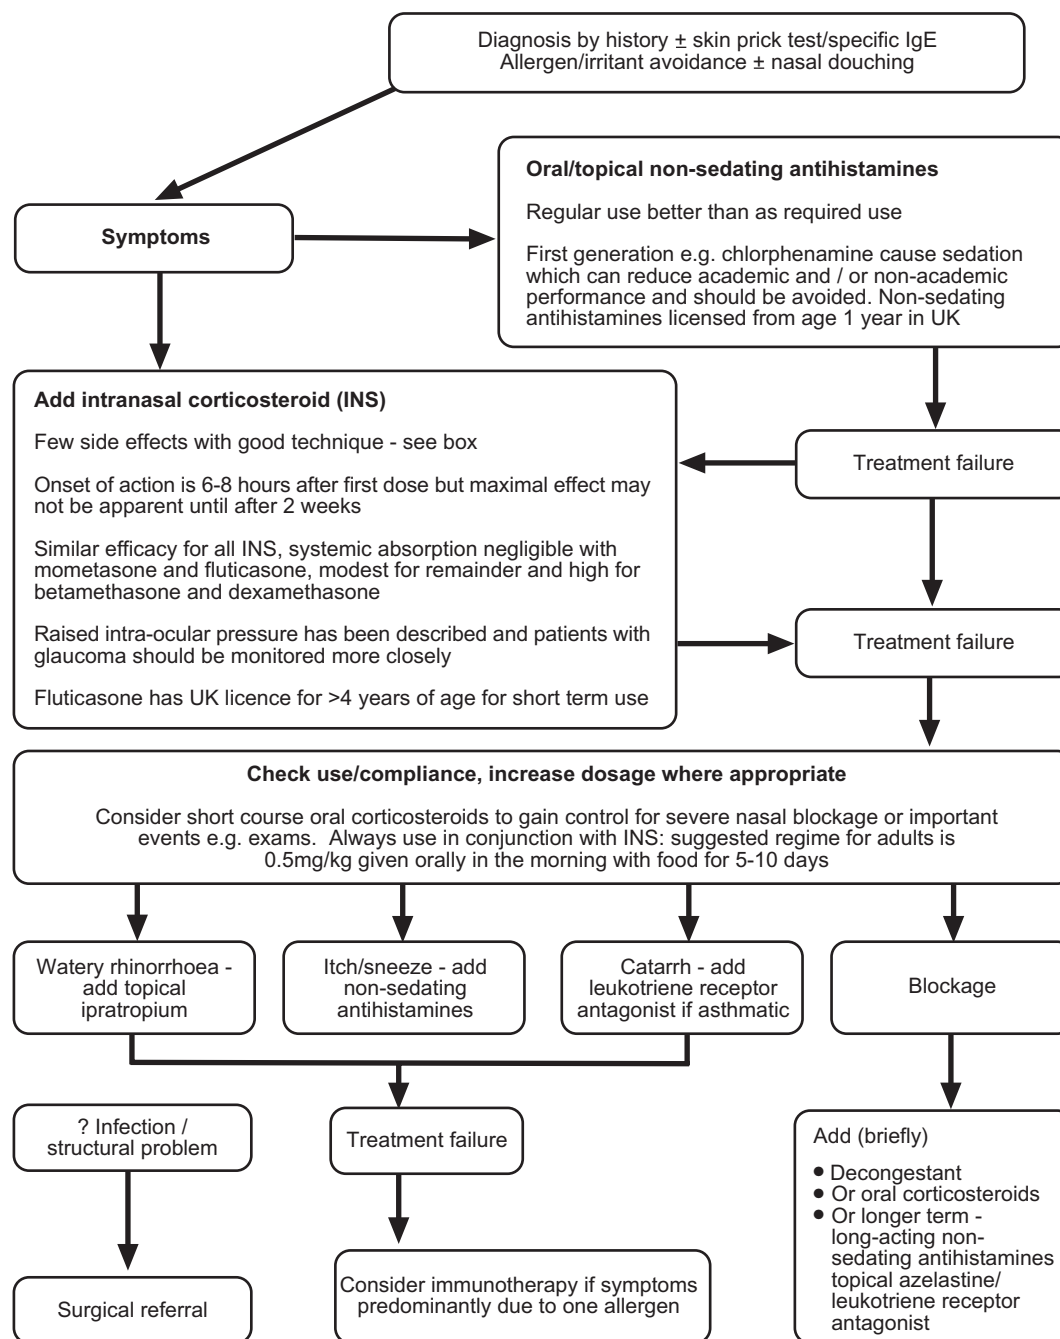 Diagnosis by history ± skin prick test/specific IgE
Allergen/irritant avoidance ± nasal douching
Symptoms
Oral/topical non-sedating antihistamines
Regular use better than as required use
First generation e.g. chlorphenamine cause sedation
which can reduce academic and / or non-academic
performance and should be avoided. Non-sedating
antihistamines licensed from age 1 year in UK
Add intranasal corticosteroid (INS)
Few side effects with good technique - see box
Onset of action is 6-8 hours after first dose but maximal effect may
not be apparent until after 2 weeks
Similar efficacy for all INS, systemic absorption negligible with
mometasone and fluticasone, modest for remainder and high for
betamethasone and dexamethasone
Raised intra-ocular pressure has been described and patients with
glaucoma should be monitored more closely
Fluticasone has UK licence for >4 years of age for short term use
Treatment failure
Treatment failure
Check use/compliance, increase dosage where appropriate
Consider short course oral corticosteroids to gain control for severe nasal blockage or important
events e.g. exams.  Always use in conjunction with INS: suggested regime for adults is
0.5mg/kg given orally in the morning with food for 5-10 days
Watery rhinorrhoea -
add topical
ipratropium
Itch/sneeze - add
non-sedating
antihistamines
Catarrh - add
leukotriene receptor
antagonist if asthmatic
Blockage
? Infection /
structural problem
Treatment failure
Add (briefly)
● Decongestant
● Or oral corticosteroids
● Or longer term -
long-acting non-
sedating antihistamines
topical azelastine/
leukotriene receptor
antagonist
Surgical referral
Consider immunotherapy if symptoms
predominantly due to one allergen